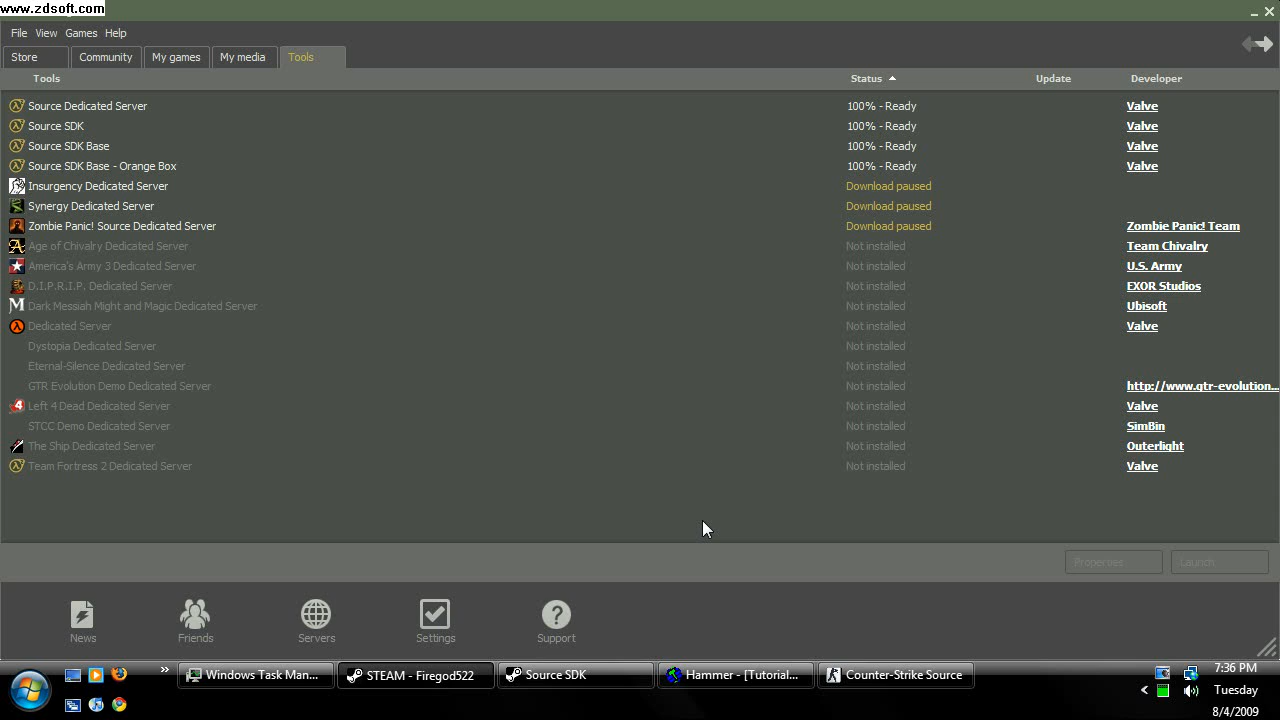 www.zdsoft.com
File View Games Help
Store Community My games My media Tools
Tools Status Update Developer
Source Dedicated Server 100% - Ready Valve
Source SDK 100% - Ready Valve
Source SDK Base 100% - Ready Valve
Source SDK Base - Orange Box 100% - Ready Valve
Insurgency Dedicated Server Download paused
Synergy Dedicated Server Download paused
Zombie Panic! Source Dedicated Server Download paused Zombie Panic! Team
Age of Chivalry Dedicated Server Not installed Team Chivalry
America's Army 3 Dedicated Server Not installed U.S. Army
D.I.P.R.I.P. Dedicated Server Not installed EXOR Studios
Dark Messiah Might and Magic Dedicated Server Not installed Ubisoft
Dedicated Server Not installed Valve
Dystopia Dedicated Server Not installed
Eternal-Silence Dedicated Server Not installed
GTR Evolution Demo Dedicated Server Not installed http://www.gtr-evolution...
Left 4 Dead Dedicated Server Not installed Valve
STCC Demo Dedicated Server Not installed SimBin
The Ship Dedicated Server Not installed Outerlight
Team Fortress 2 Dedicated Server Not installed Valve
Properties Launch
News Friends Servers Settings Support
Windows Task Man... STEAM - Firegod522 Source SDK Hammer - [Tutorial... Counter-Strike Source
7:36 PM
Tuesday
8/4/2009